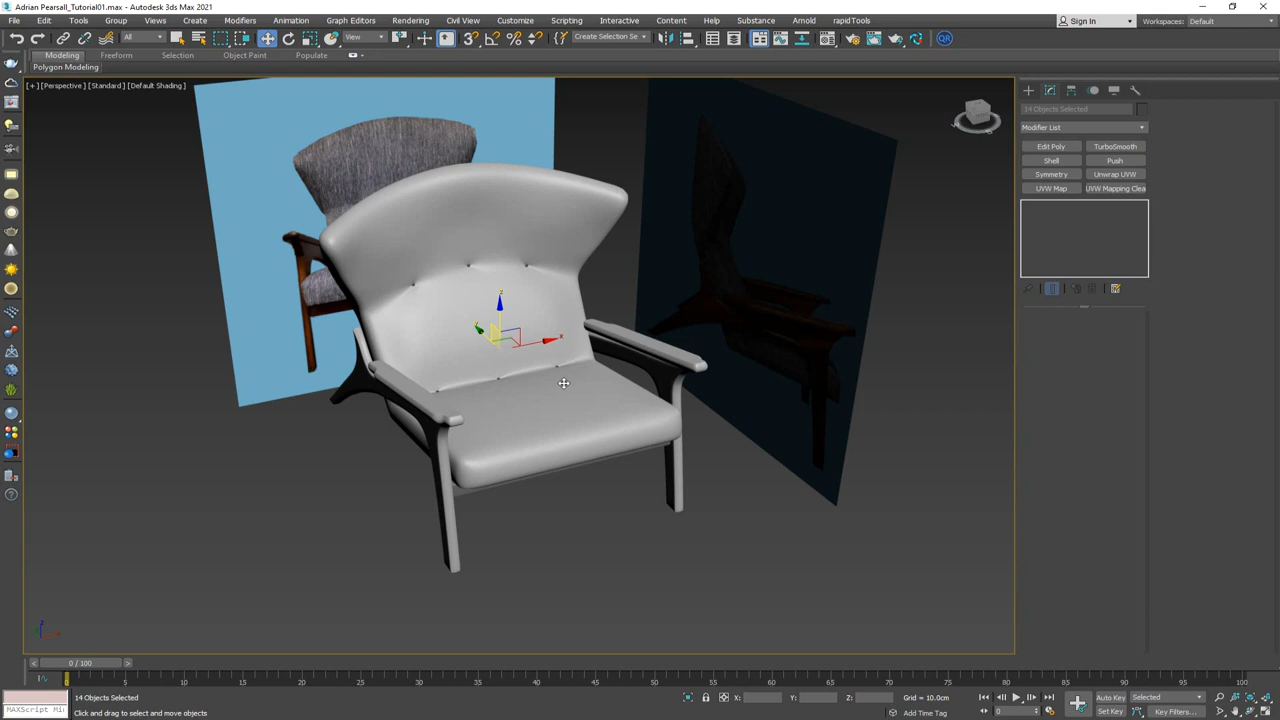 Adrian Pearsall_Tutorial01.max - Autodesk 3ds Max 2021
File Edit Tools Group Views Create Modifiers Animation Graph Editors Rendering Civil View Customize Scripting Interactive Content Help Substance Arnold rapidTools Sign In Workspaces: Default
All View Create Selection Se QR
Modeling Freeform Selection Object Paint Populate
Polygon Modeling
[+] [Perspective] [Standard] [Default Shading]
14 Objects Selected
Modifier List
Edit Poly TurboSmooth
Shell Push
Symmetry Unwrap UVW
UVW Map UVW Mapping Clea
z
y
x
< 0 / 100 >
0 5 10 15 20 25 30 35 40 45 50 55 60 65 70 75 80 85 90 95 100
14 Objects Selected X: Y: Z: Grid = 10.0cm Auto Key Selected
MAXScript Mi Click and drag to select and move objects Add Time Tag 0 Set Key Key Filters...